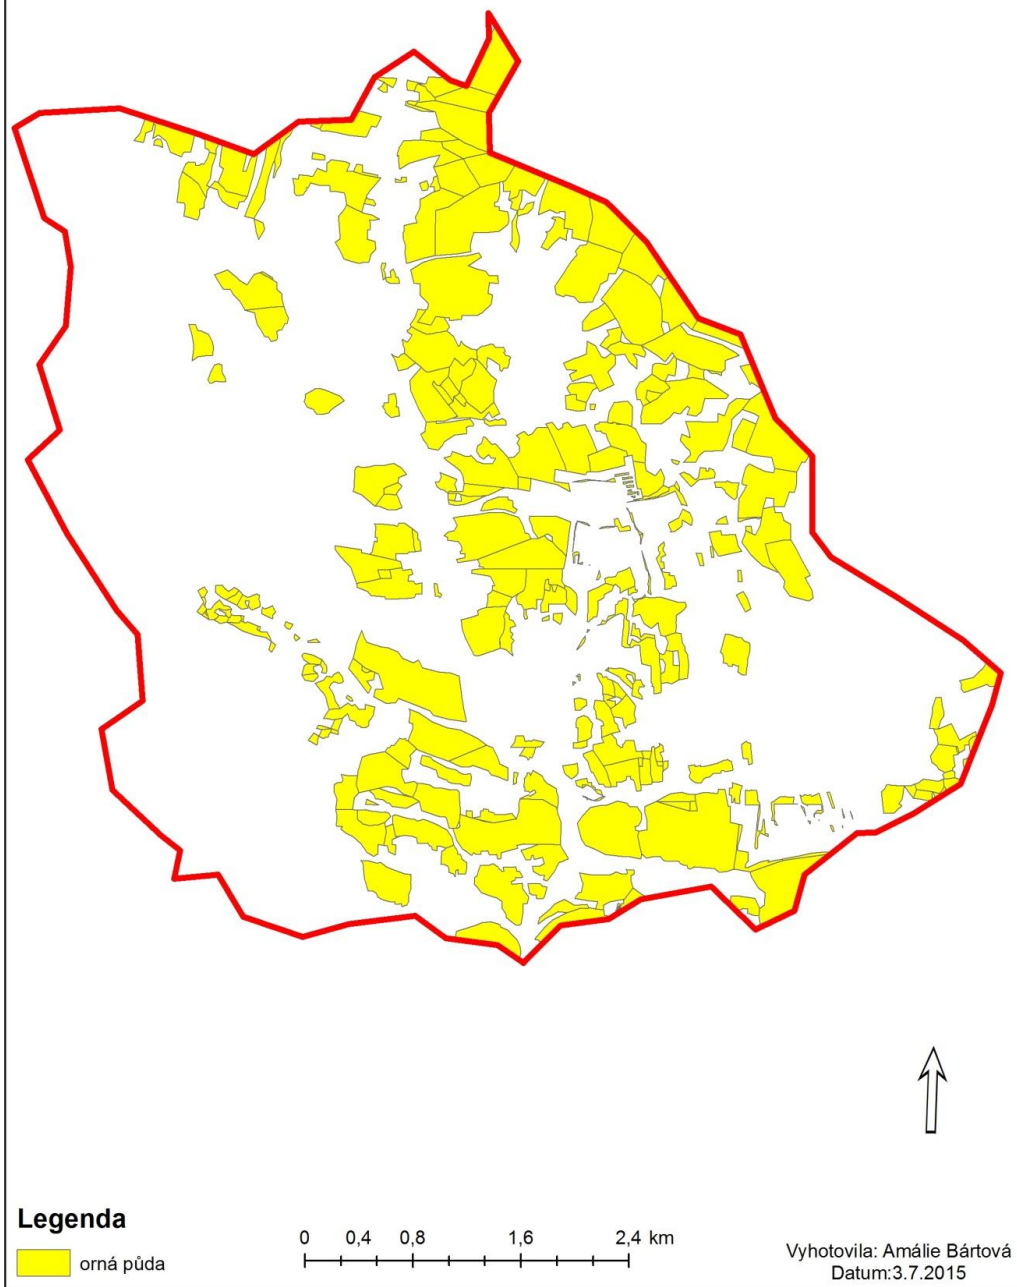 Legenda
orná půda
0 0,4 0,8 1,6 2,4 km
Vyhotovila: Amálie Bártová
Datum:3.7.2015